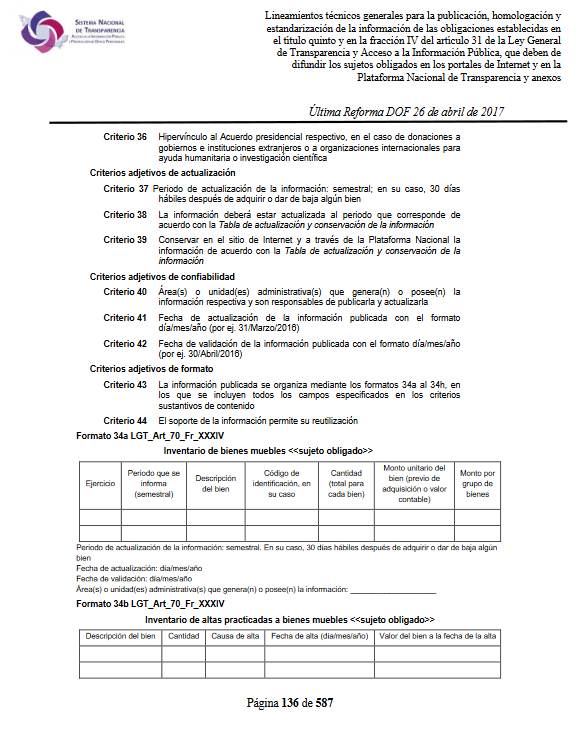 SISTEMA NACIONAL
DE TRANSPARENCIA
ACCESO A LA INFORMACIÓN PÚBLICA
Y PROTECCIÓN DE DATOS PERSONALES
Lineamientos técnicos generales para la publicación, homologación y
estandarización de la información de las obligaciones establecidas en
el título quinto y en la fracción IV del artículo 31 de la Ley General
de Transparencia y Acceso a la Información Pública, que deben de
difundir los sujetos obligados en los portales de Internet y en la
Plataforma Nacional de Transparencia y anexos
Última Reforma DOF 26 de abril de 2017
Criterio 36 Hipervínculo al Acuerdo presidencial respectivo, en el caso de donaciones a
gobiernos e instituciones extranjeros o a organizaciones internacionales para
ayuda humanitaria o investigación científica
Criterios adjetivos de actualización
Criterio 37 Periodo de actualización de la información: semestral; en su caso, 30 días
hábiles después de adquirir o dar de baja algún bien
Criterio 38 La información deberá estar actualizada al periodo que corresponde de
acuerdo con la Tabla de actualización y conservación de la información
Criterio 39 Conservar en el sitio de Internet y a través de la Plataforma Nacional la
información de acuerdo con la Tabla de actualización y conservación de la
información
Criterios adjetivos de confiabilidad
Criterio 40 Área(s) o unidad(es) administrativa(s) que genera(n) o posee(n) la
información respectiva y son responsables de publicarla y actualizarla
Criterio 41 Fecha de actualización de la información publicada con el formato
día/mes/año (por ej. 31/Marzo/2016)
Criterio 42 Fecha de validación de la información publicada con el formato día/mes/año
(por ej. 30/Abril/2016)
Criterios adjetivos de formato
Criterio 43 La información publicada se organiza mediante los formatos 34a al 34h, en
los que se incluyen todos los campos especificados en los criterios
sustantivos de contenido
Criterio 44 El soporte de la información permite su reutilización
Formato 34a LGT_Art_70_Fr_XXXIV
Inventario de bienes muebles <<sujeto obligado>>
Ejercicio
Periodo que se
informa
(semestral)
Descripción
del bien
Código de
identificación, en
su caso
Cantidad
(total para
cada bien)
Monto unitario del
bien (previo de
adquisición o valor
contable)
Monto por
grupo de
bienes
Periodo de actualización de la información: semestral. En su caso, 30 días hábiles después de adquirir o dar de baja algún
bien
Fecha de actualización: día/mes/año
Fecha de validación: día/mes/año
Área(s) o unidad(es) administrativa(s) que genera(n) o posee(n) la información: ____________________
Formato 34b LGT_Art_70_Fr_XXXIV
Inventario de altas practicadas a bienes muebles <<sujeto obligado>>
Descripción del bien Cantidad Causa de alta Fecha de alta (día/mes/año) Valor del bien a la fecha de la alta
Página 136 de 587